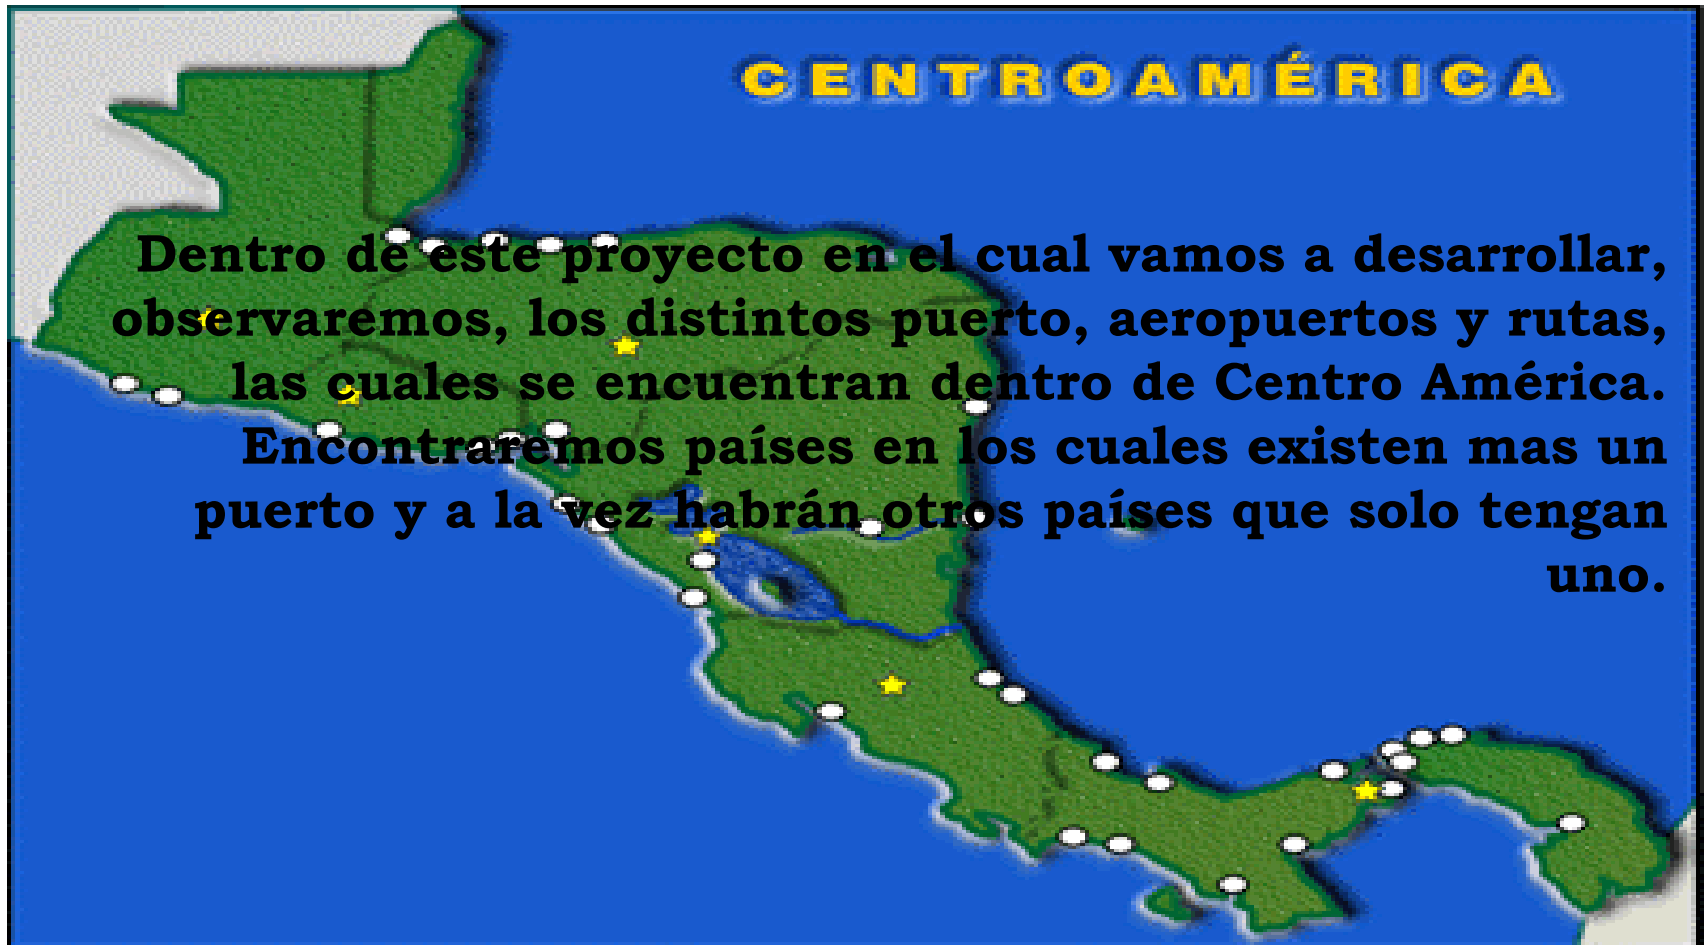 CENTROAMÉRICA
Dentro de este proyecto en el cual vamos a desarrollar,
observaremos, los distintos puerto, aeropuertos y rutas,
las cuales se encuentran dentro de Centro América.
Encontraremos países en los cuales existen mas un
puerto y a la vez habrán otros países que solo tengan
uno.